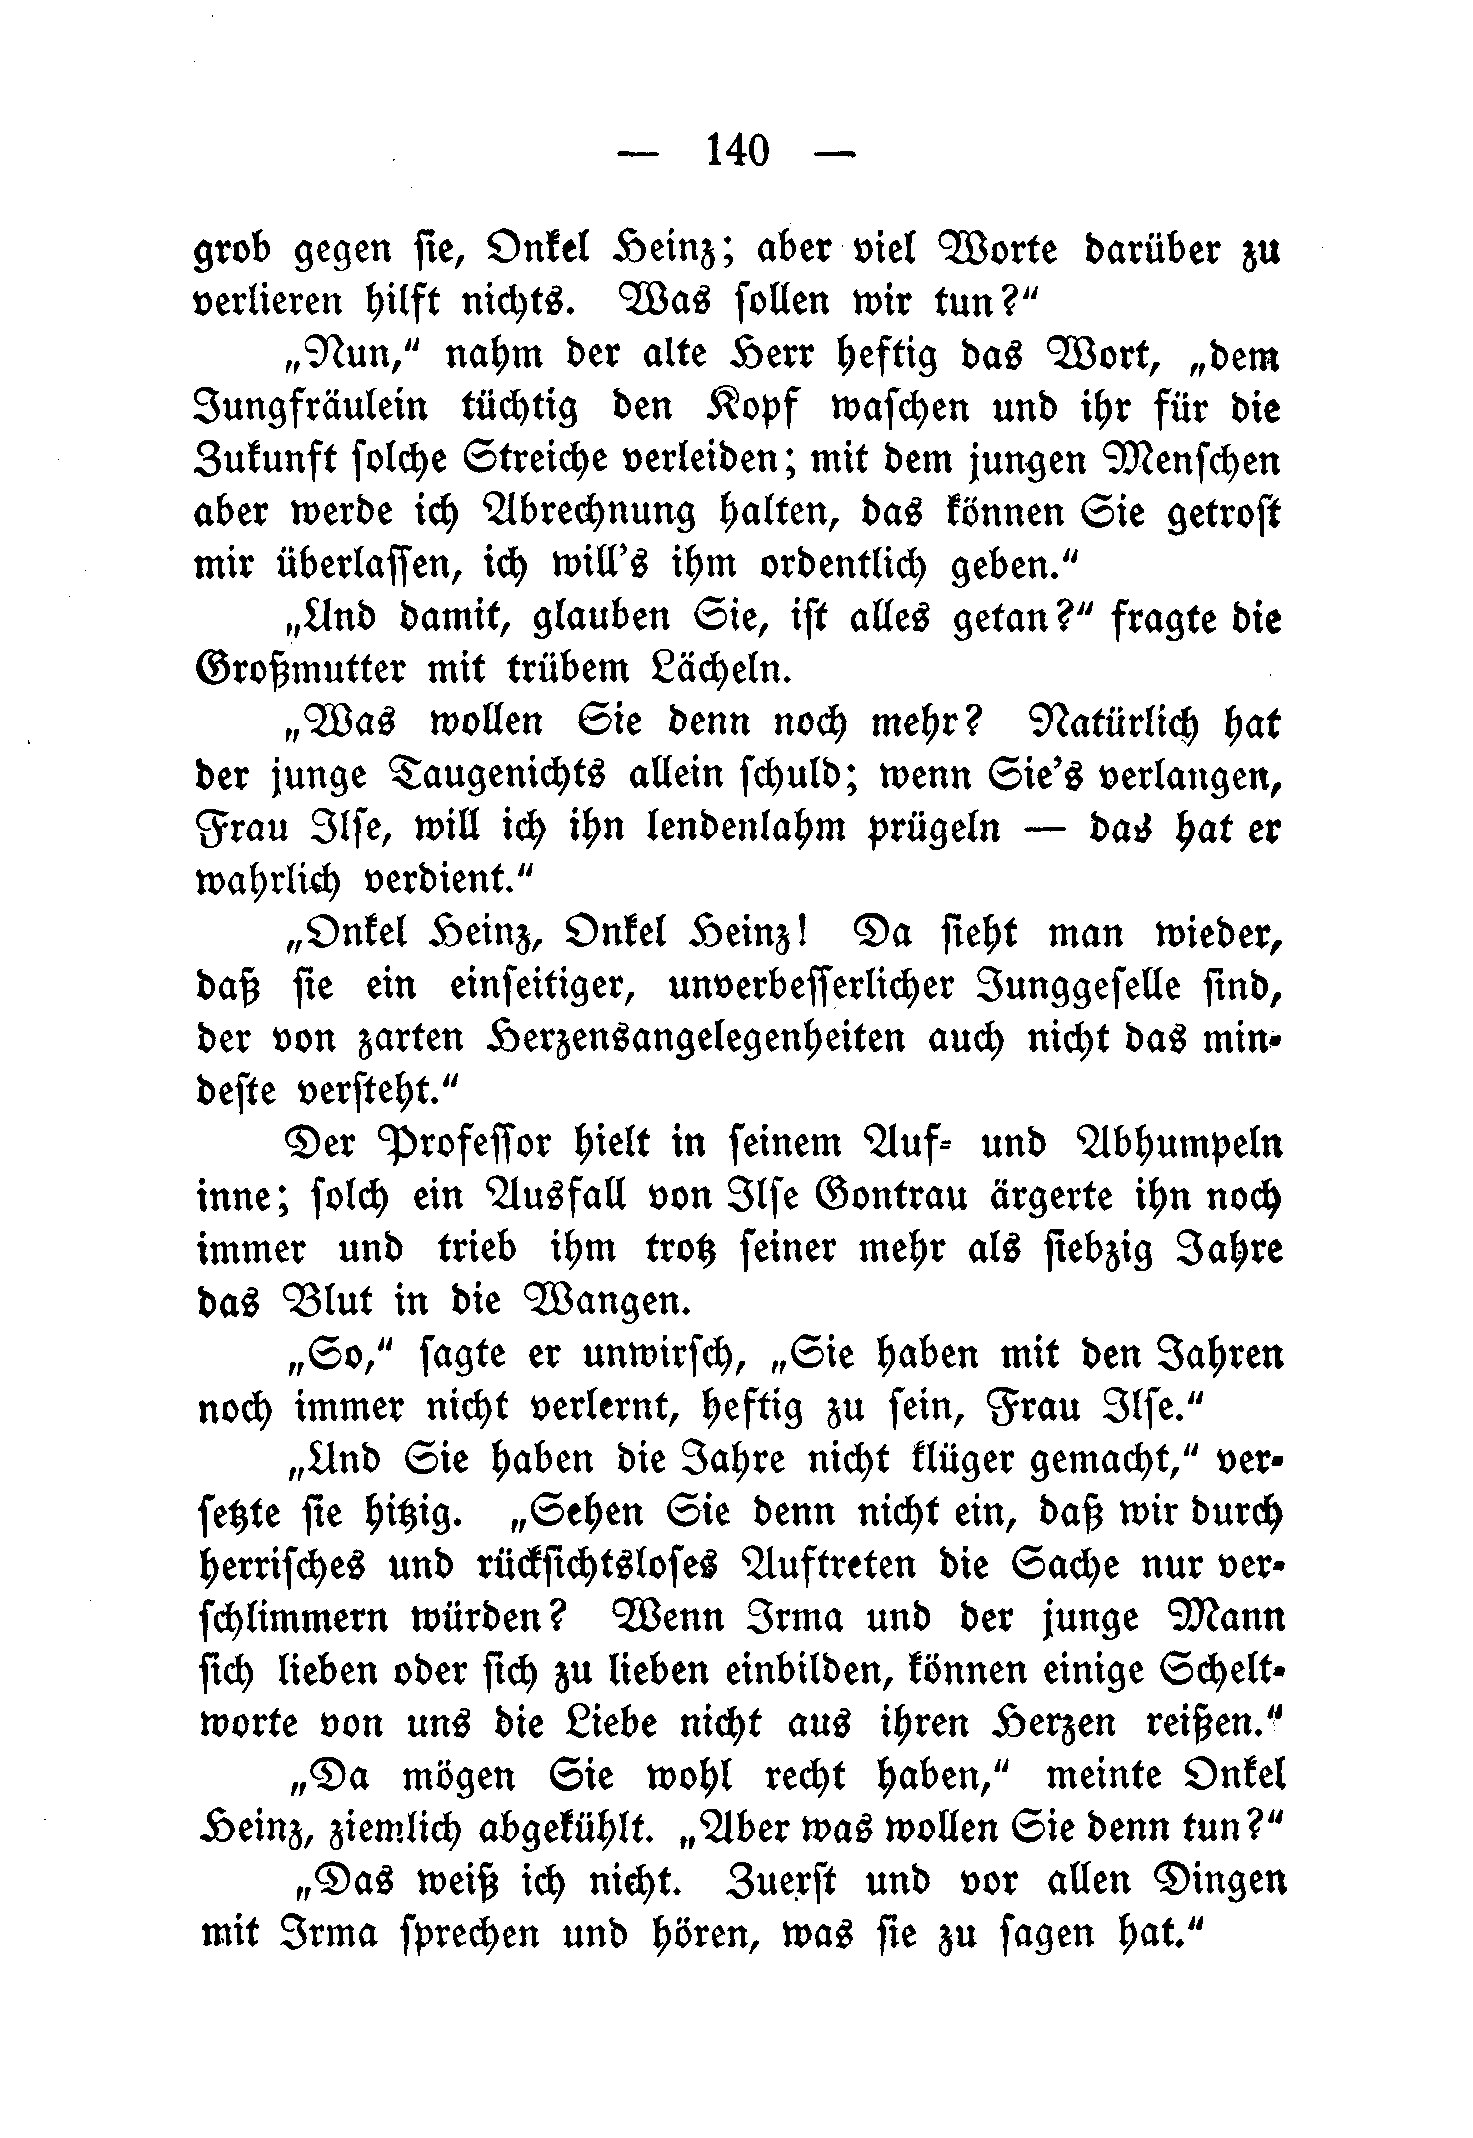 — 140 —
grob gegen ſie, Onkel Heinz; aber viel Worte darüber zu
verlieren hilft nichts. Was ſollen wir tun?“
„Nun,“ nahm der alte Herr heftig das Wort, „dem
Jungfräulein tüchtig den Kopf waſchen und ihr für die
Zukunft ſolche Streiche verleiden; mit dem jungen Menſchen
aber werde ich Abrechnung halten, das können Sie getroſt
mir überlaſſen, ich will's ihm ordentlich geben.“
„Und damit, glauben Sie, iſt alles getan?“ fragte die
Großmutter mit trübem Lächeln.
„Was wollen Sie denn noch mehr? Natürlich hat
der junge Taugenichts allein ſchuld; wenn Sie's verlangen,
Frau Ilſe, will ich ihn lendenlahm prügeln — das hat er
wahrlich verdient.“
„Onkel Heinz, Onkel Heinz! Da ſieht man wieder,
daß ſie ein einſeitiger, unverbeſſerlicher Junggeſelle ſind,
der von zarten Herzensangelegenheiten auch nicht das min-
deſte verſteht.“
Der Profeſſor hielt in ſeinem Auf- und Abhumpeln
inne; ſolch ein Ausfall von Ilſe Gontrau ärgerte ihn noch
immer und trieb ihm trotz ſeiner mehr als ſiebzig Jahre
das Blut in die Wangen.
„So,“ ſagte er unwirſch, „Sie haben mit den Jahren
noch immer nicht verlernt, heftig zu ſein, Frau Ilſe.“
„Und Sie haben die Jahre nicht klüger gemacht,“ ver-
ſetzte ſie hitzig. „Sehen Sie denn nicht ein, daß wir durch
herriſches und rückſichtsloſes Auftreten die Sache nur ver-
ſchlimmern würden? Wenn Irma und der junge Mann
ſich lieben oder ſich zu lieben einbilden, können einige Schelt-
worte von uns die Liebe nicht aus ihren Herzen reißen.“
„Da mögen Sie wohl recht haben,“ meinte Onkel
Heinz, ziemlich abgekühlt. „Aber was wollen Sie denn tun?“
„Das weiß ich nicht. Zuerſt und vor allen Dingen
mit Irma ſprechen und hören, was ſie zu ſagen hat.“